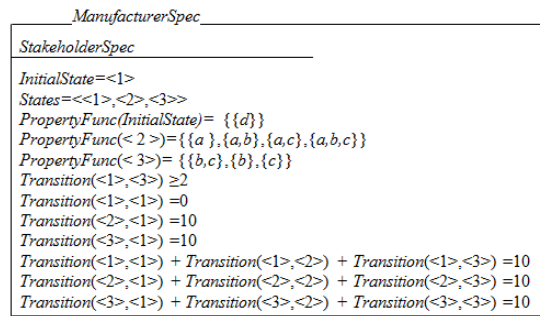 ManufacturerSpec
StakeholderSpec
InitialState=<1>
States=<<1>,<2>,<3>>
PropertyFunc(InitialState)= {{d}}
PropertyFunc(< 2 >)={{a },{a,b},{a,c},{a,b,c}}
PropertyFunc(< 3>)= {{b,c},{b},{c}}
Transition(<1>,<3>) ≥2
Transition(<1>,<1>) =0
Transition(<2>,<1>) =10
Transition(<3>,<1>) =10
Transition(<1>,<1>) + Transition(<1>,<2>) + Transition(<1>,<3>) =10
Transition(<2>,<1>) + Transition(<2>,<2>) + Transition(<2>,<3>) =10
Transition(<3>,<1>) + Transition(<3>,<2>) + Transition(<3>,<3>) =10